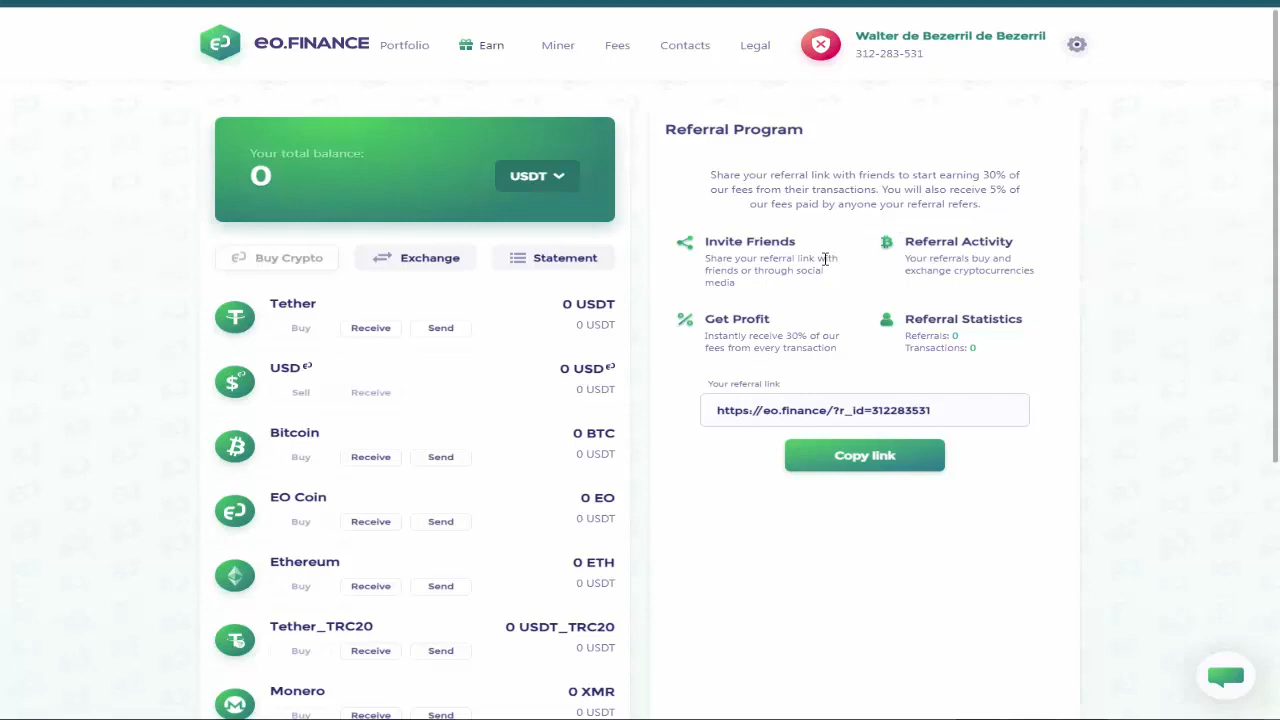 eo.FINANCE
Portfolio
Earn
Miner
Fees
Contacts
Legal
Walter de Bezerril de Bezerril
312-283-531
Your total balance:
0
USDT
Buy Crypto
Exchange
Statement
Tether
0 USDT
Buy
Receive
Send
0 USDT
USD
0 USD
Sell
Receive
0 USDT
Bitcoin
0 BTC
Buy
Receive
Send
0 USDT
EO Coin
0 EO
Buy
Receive
Send
0 USDT
Ethereum
0 ETH
Buy
Receive
Send
0 USDT
Tether_TRC20
0 USDT_TRC20
Buy
Receive
Send
0 USDT
Monero
0 XMR
Buy
Receive
Send
0 USDT
Referral Program
Share your referral link with friends to start earning 30% of
our fees from their transactions. You will also receive 5% of
our fees paid by anyone your referral refers.
Invite Friends
Share your referral link with
friends or through social
media
Referral Activity
Your referrals buy and
exchange cryptocurrencies
Get Profit
Instantly receive 30% of our
fees from every transaction
Referral Statistics
Referrals: 0
Transactions: 0
Your referral link
https://eo.finance/?r_id=312283531
Copy link